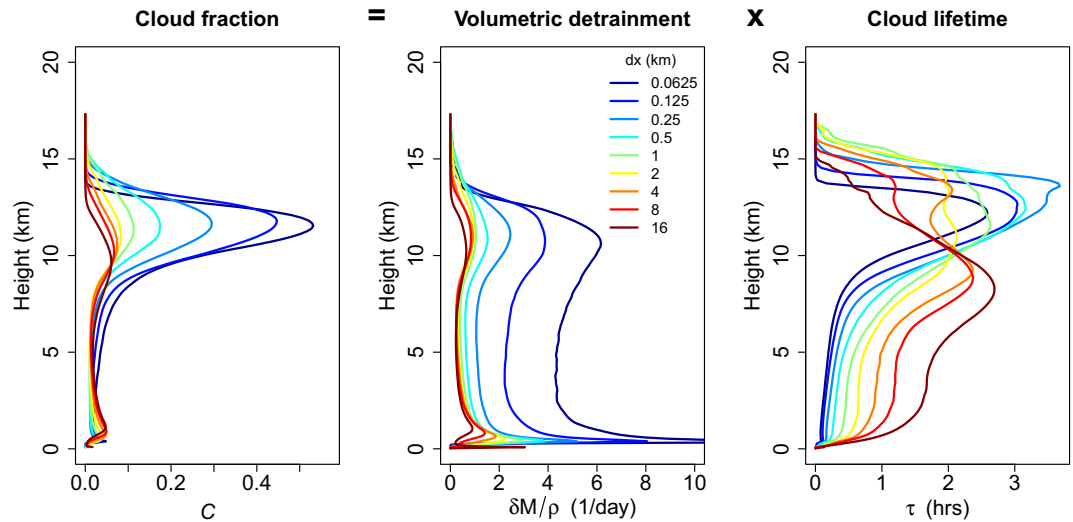 Cloud fraction = Volumetric detrainment x Cloud lifetime
20
15
10
5
0
Height (km)
0.0 0.2 0.4
C
20
15
10
5
0
Height (km)
dx (km)
0.0625
0.125
0.25
0.5
1
2
4
8
16
0 2 4 6 8 10
δM/ρ (1/day)
20
15
10
5
0
Height (km)
0 1 2 3
τ (hrs)